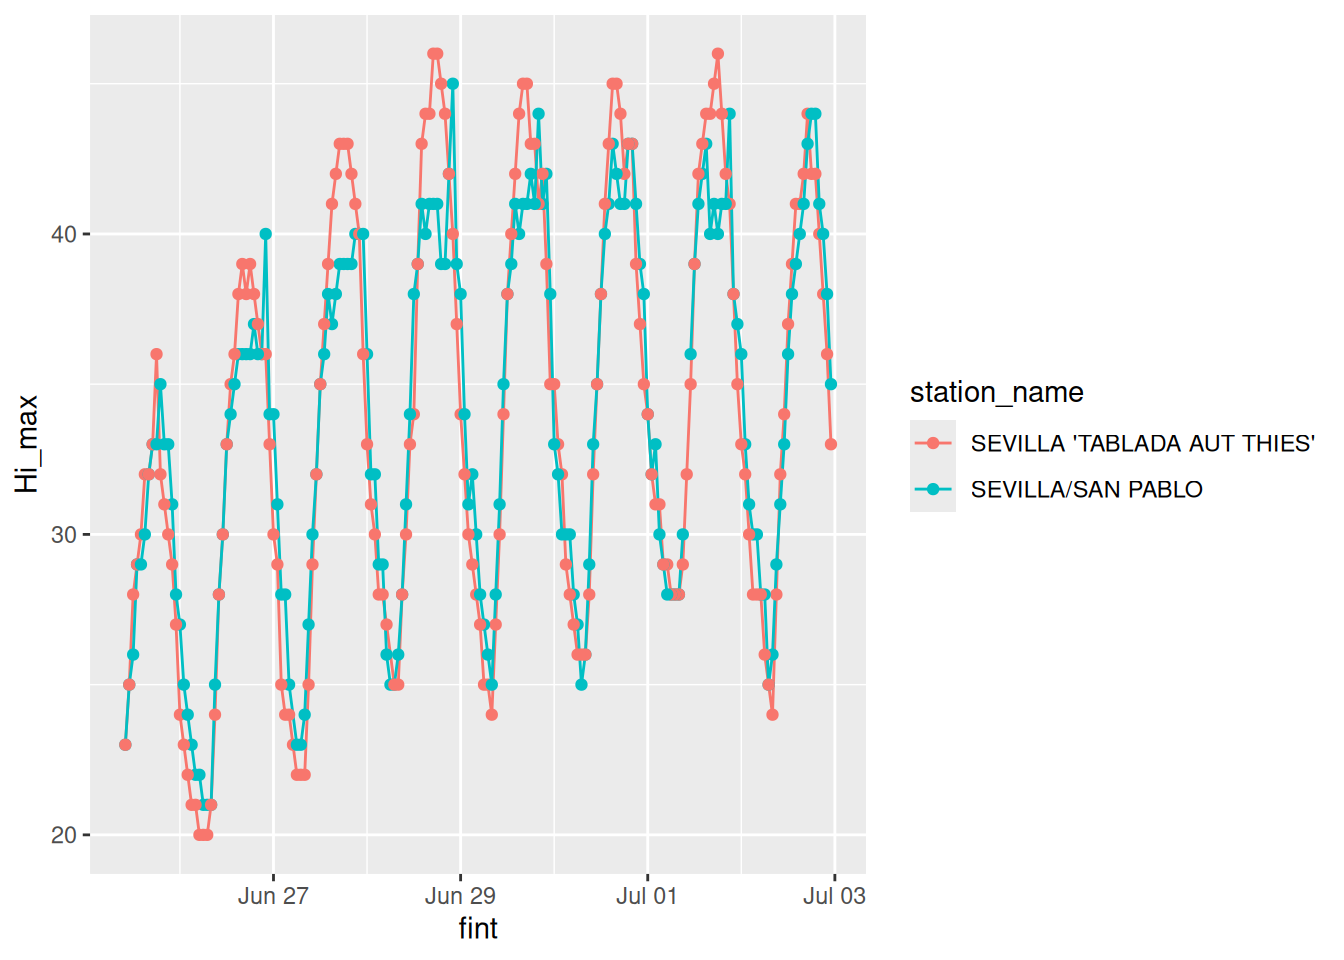 Hi_max
40
30
20
Jun 27
Jun 29
Jul 01
Jul 03
fint
station_name
SEVILLA 'TABLADA AUT THIES'
SEVILLA/SAN PABLO